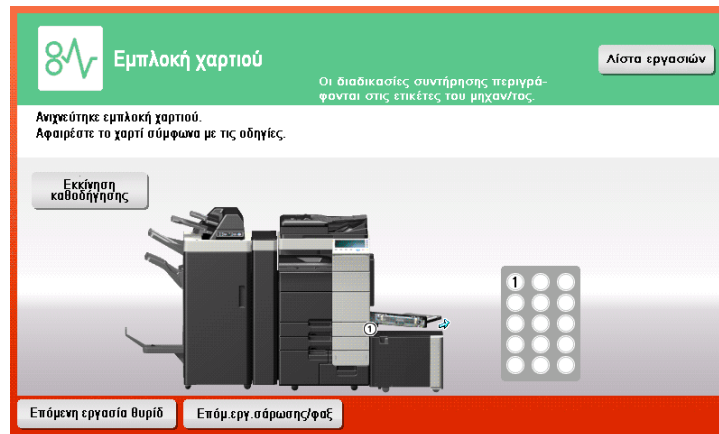 Εμπλοκή χαρτιού
Λίστα εργασιών
Οι διαδικασίες συντήρησης περιγρά-
φονται στις ετικέτες του μηχαν/τος.
Ανιχνεύτηκε εμπλοκή χαρτιού.
Αφαιρέστε το χαρτί σύμφωνα με τις οδηγίες.
Εκκίνηση
καθοδήγησης
1
1
Επόμενη εργασία θυρίδ
Επόμ.εργ.σάρωσης/φαξ